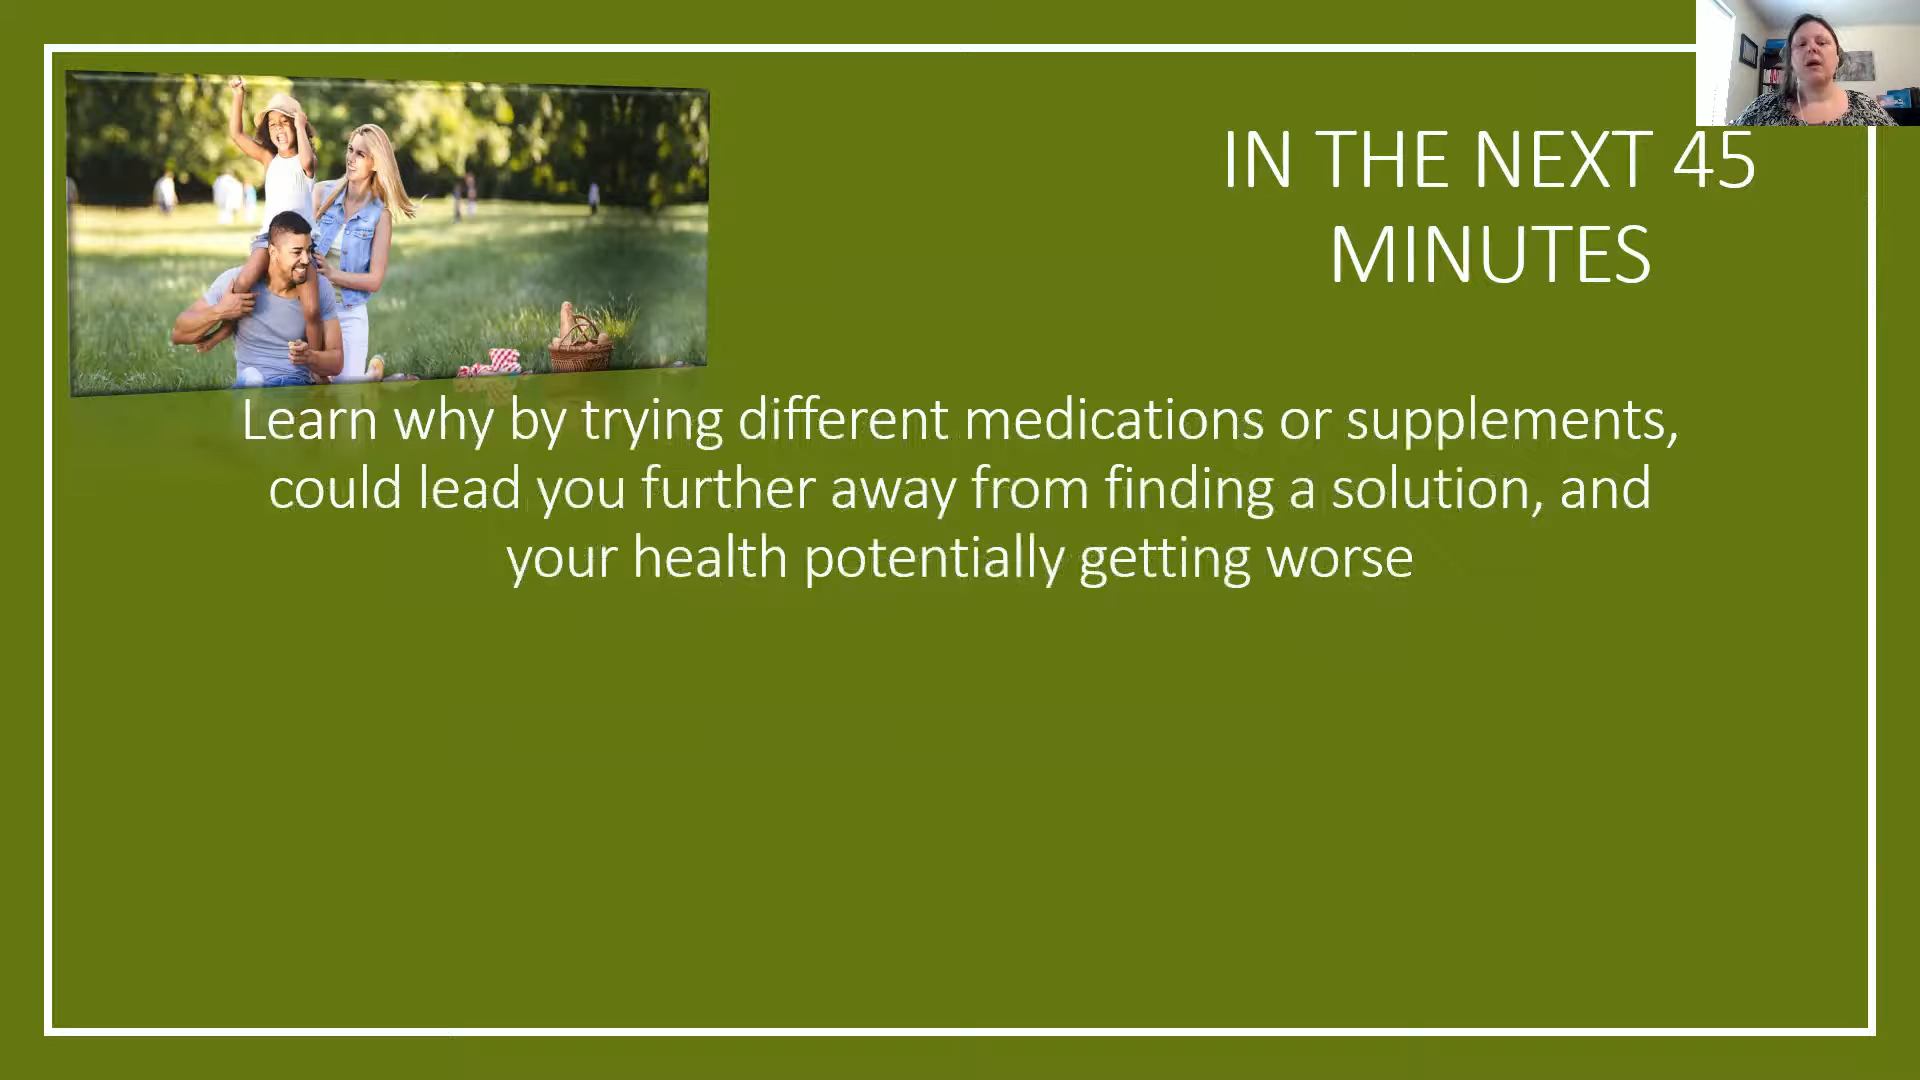 IN THE NEXT 45
MINUTES
Learn why by trying different medications or supplements,
could lead you further away from finding a solution, and
your health potentially getting worse